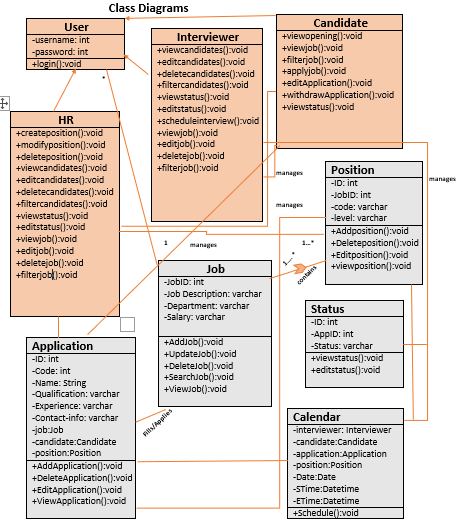 Class Diagrams
User
-username: int
-password: int
+login():void
*
Interviewer
+viewcandidates():void
+editcandidates():void
+deletecandidates():void
+filtercandidates():void
+viewstatus():void
+editstatus():void
+scheduleinterview():void
+viewjob():void
+editjob():void
+deletejob():void
+filterjob():void
Candidate
+viewopening():void
+viewjob():void
+filterjob():void
+applyjob():void
+editApplication():void
+withdrawApplication():void
+viewstatus():void
HR
+createposition():void
+modifyposition():void
+deleteposition():void
+viewcandidates():void
+editcandidates():void
+deletecandidates():void
+filtercandidates():void
+viewstatus():void
+editstatus():void
+viewjob():void
+editjob():void
+deletejob():void
+filterjob():void
manages
manages
manages
1
manages
1...*
1...*
contains
Position
-ID: int
-JobID: int
-code: varchar
-level: varchar
+Addposition():void
+Deleteposition():void
+Editposition():void
+viewposition():void
Job
-JobID: int
-Job Description: varchar
-Department: varchar
-Salary: varchar
+AddJob():void
+UpdateJob():void
+DeleteJob():void
+SearchJob():void
+ViewJob():void
Status
-ID: int
-AppID: int
-Status: varchar
+viewstatus():void
+editstatus():void
Application
-ID: int
-Code: int
-Name: String
-Qualification: varchar
-Experience: varchar
-Contact-info: varchar
-job:Job
-candidate:Candidate
-position:Position
+AddApplication():void
+DeleteApplication():void
+EditApplication():void
+ViewApplication():void
Fills/Applies
Calendar
-interviewer: Interviewer
-candidate:Candidate
-application:Application
-position:Position
-Date:Date
-STime:Datetime
-ETime:Datetime
+Schedule():void